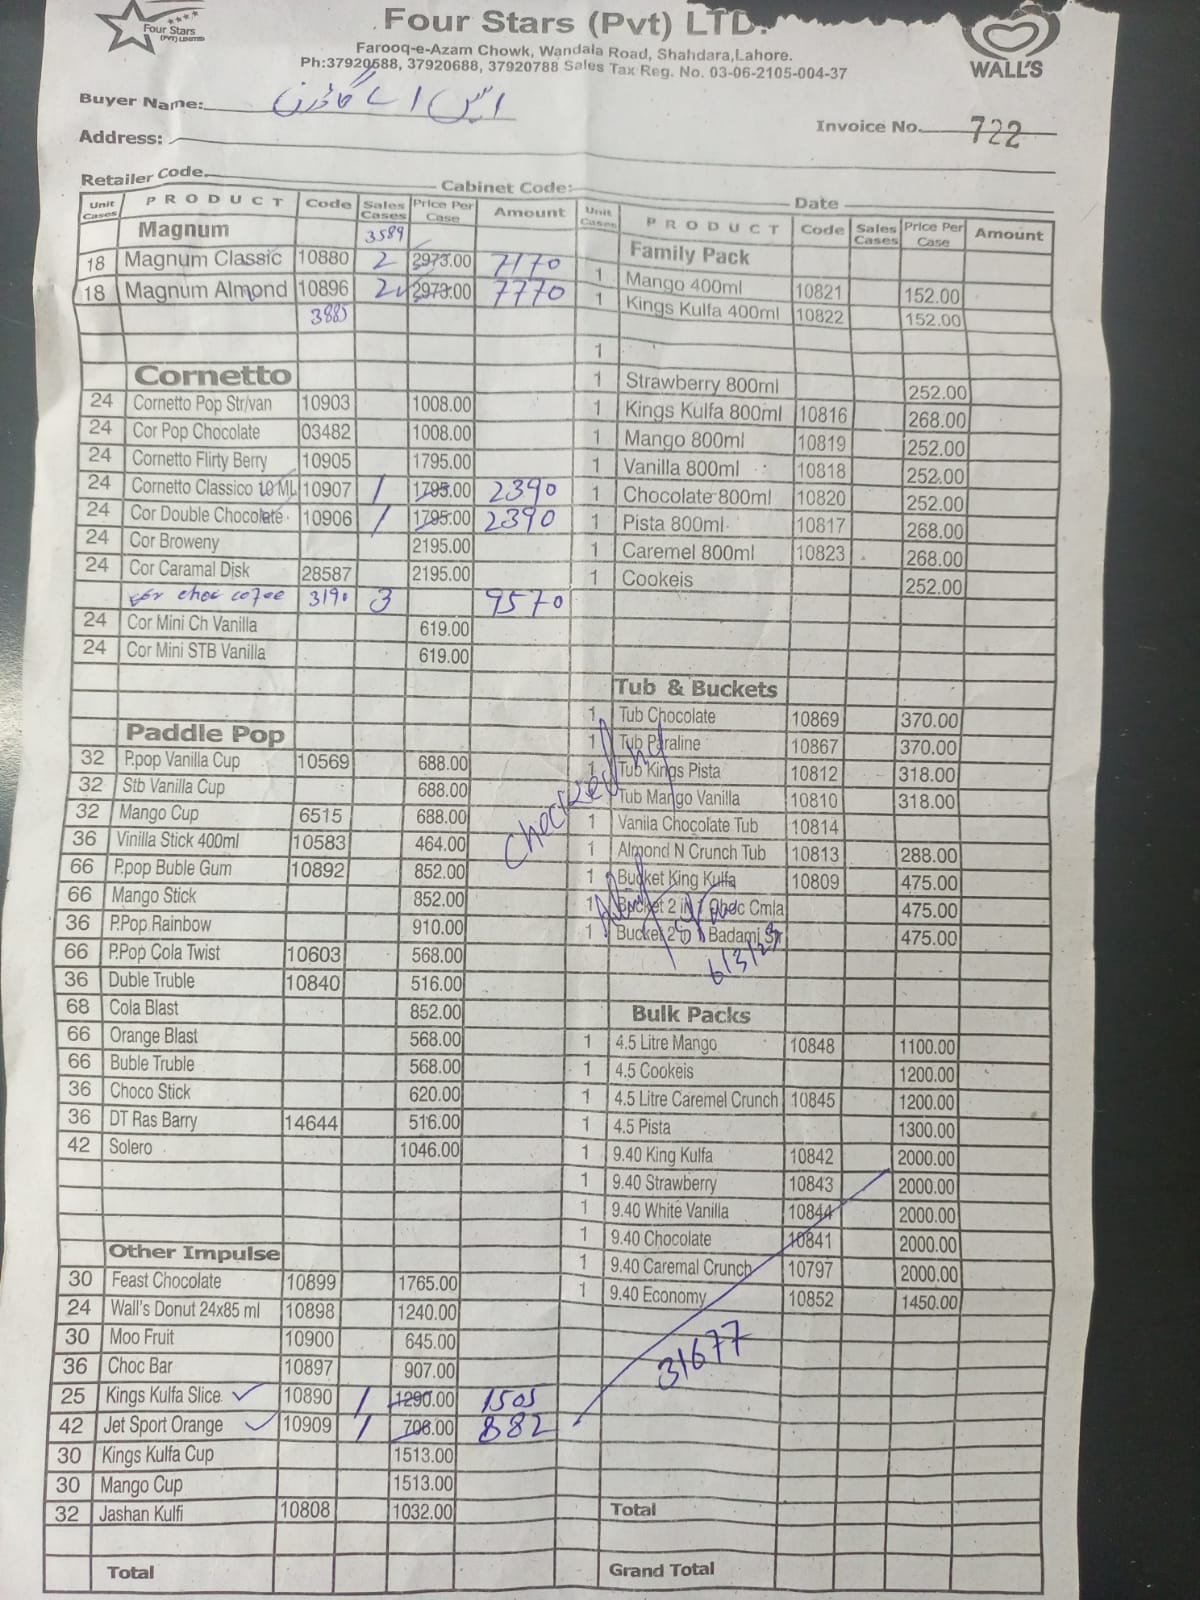 Four Stars
(PVT) LIMITED
Four Stars (Pvt) LTD.
WALL'S
Farooq-e-Azam Chowk, Wandala Road, Shahdara,Lahore.
Ph:37920588, 37920688, 37920788 Sales Tax Reg. No. 03-06-2105-004-37
Buyer Name: ایس اے گارڈن
Invoice No. 722
Address:
Retailer Code. Cabinet Code: Date
Unit Cases PRODUCT Code Sales Cases Price Per Case Amount
Magnum 3589
18 Magnum Classic 10880 2 2973.00 7170
18 Magnum Almond 10896 2 2973.00 7770
3885
Cornetto
24 Cornetto Pop Str/van 10903 1008.00
24 Cor Pop Chocolate 03482 1008.00
24 Cornetto Flirty Berry 10905 1795.00
24 Cornetto Classico 10 ML 10907 1 1795.00 2390
24 Cor Double Chocolate 10906 1 1795.00 2390
24 Cor Broweny 2195.00
24 Cor Caramal Disk 28587 2195.00
cor choc cofee 3190 3 9570
24 Cor Mini Ch Vanilla 619.00
24 Cor Mini STB Vanilla 619.00
Paddle Pop
32 P.pop Vanilla Cup 10569 688.00
32 Stb Vanilla Cup 688.00
32 Mango Cup 6515 688.00
36 Vinilla Stick 400ml 10583 464.00
66 P.pop Buble Gum 10892 852.00
66 Mango Stick 852.00
36 P.Pop Rainbow 910.00
66 P.Pop Cola Twist 10603 568.00
36 Duble Truble 10840 516.00
68 Cola Blast 852.00
66 Orange Blast 568.00
66 Buble Truble 568.00
36 Choco Stick 620.00
36 DT Ras Barry 14644 516.00
42 Solero 1046.00
Other Impulse
30 Feast Chocolate 10899 1765.00
24 Wall's Donut 24x85 ml 10898 1240.00
30 Moo Fruit 10900 645.00
36 Choc Bar 10897 907.00
25 Kings Kulfa Slice 10890 1 1290.00 1505
42 Jet Sport Orange 10909 1 706.00 882
30 Kings Kulfa Cup 1513.00
30 Mango Cup 1513.00
32 Jashan Kulfi 10808 1032.00
Total
Unit Cases PRODUCT Code Sales Cases Price Per Case Amount
Family Pack
1 Mango 400ml 10821 152.00
1 Kings Kulfa 400ml 10822 152.00
1
1 Strawberry 800ml 252.00
1 Kings Kulfa 800ml 10816 268.00
1 Mango 800ml 10819 252.00
1 Vanilla 800ml 10818 252.00
1 Chocolate 800ml 10820 252.00
1 Pista 800ml 10817 268.00
1 Caremel 800ml 10823 268.00
1 Cookeis 252.00
Tub & Buckets
1 Tub Chocolate 10869 370.00
1 Tub Paraline 10867 370.00
1 Tub Kings Pista 10812 318.00
Tub Mango Vanilla 10810 318.00
1 Vanila Chocolate Tub 10814
1 Almond N Crunch Tub 10813 288.00
1 Bucket King Kulfa 10809 475.00
1 Bucket 2 in 1 Choc Cmla 475.00
1 Bucket 2 Badami Str 475.00
checked by
6/3/23
Bulk Packs
1 4.5 Litre Mango 10848 1100.00
1 4.5 Cookeis 1200.00
1 4.5 Litre Caremel Crunch 10845 1200.00
1 4.5 Pista 1300.00
1 9.40 King Kulfa 10842 2000.00
1 9.40 Strawberry 10843 2000.00
1 9.40 White Vanilla 10844 2000.00
1 9.40 Chocolate 10841 2000.00
1 9.40 Caremal Crunch 10797 2000.00
1 9.40 Economy 10852 1450.00
31677
Total
Grand Total